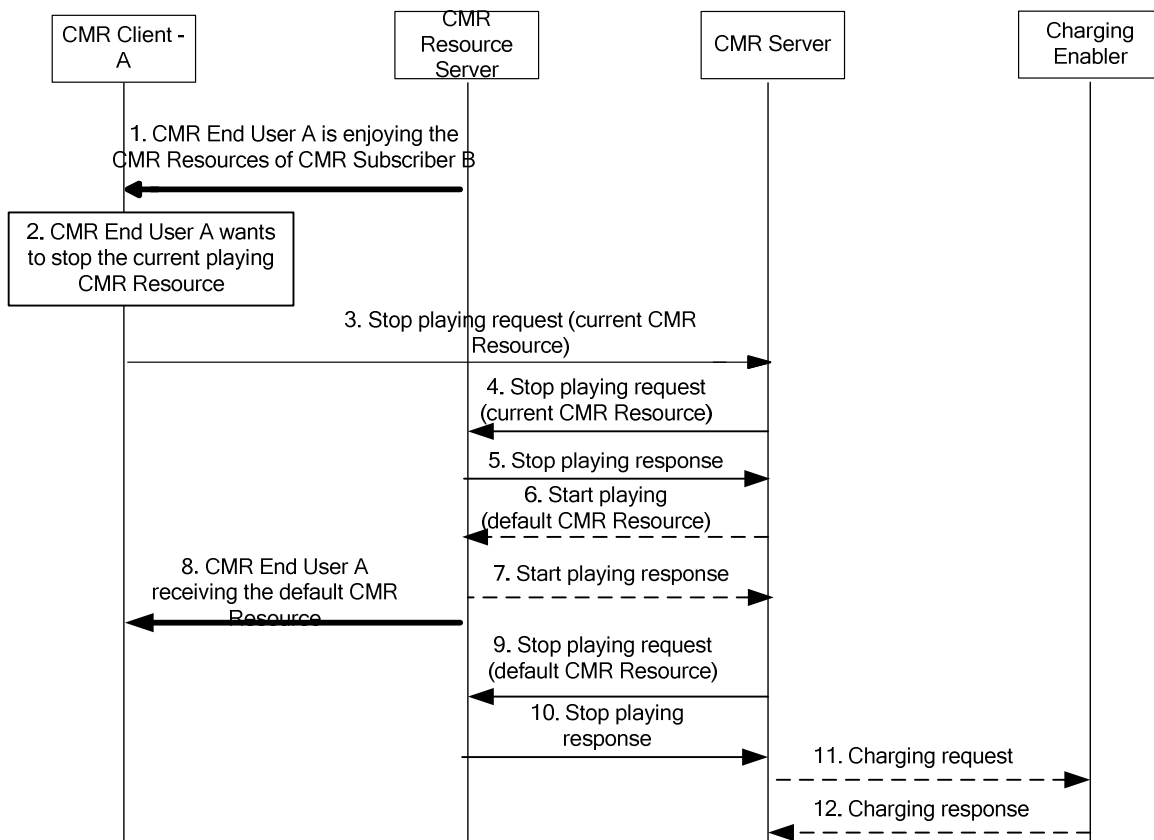 CMR Client -
A
CMR
Resource
Server
CMR Server
Charging
Enabler
1. CMR End User A is enjoying the
CMR Resources of CMR Subscriber B
2. CMR End User A wants
to stop the current playing
CMR Resource
3. Stop playing request (current CMR
Resource)
4. Stop playing request
(current CMR Resource)
5. Stop playing response
6. Start playing
(default CMR Resource)
8. CMR End User A
receiving the default CMR
Resource
7. Start playing response
9. Stop playing request
(default CMR Resource)
10. Stop playing
response
11. Charging request
12. Charging response